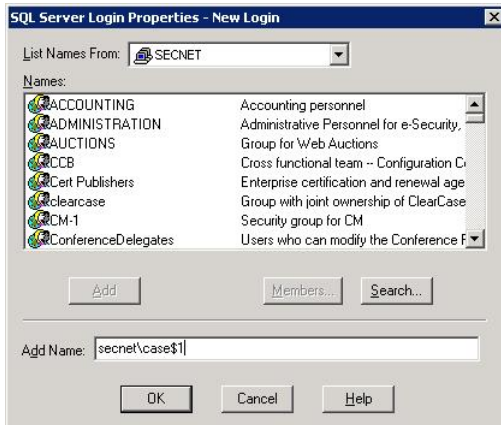 SQL Server Login Properties - New Login
List Names From: SECNET
Names:
ACCOUNTING Accounting personnel
ADMINISTRATION Administrative Personnel for e-Security,
AUCTIONS Group for Web Auctions
CCB Cross functional team -- Configuration
Cert Publishers Enterprise certification and renewal age
clearcase Group with joint ownership of ClearCase
CM-1 Security group for CM
ConferenceDelegates Users who can modify the Conference
Add Members... Search...
Add Name: secnet\case$1
OK Cancel Help